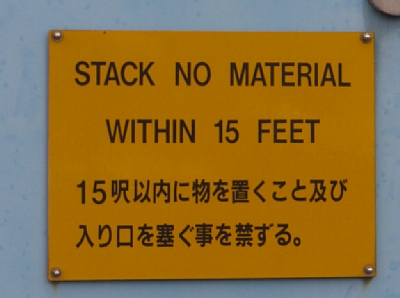 STACK NO MATERIAL
WITHIN 15 FEET
15呎以内に物を置くこと及び
入り口を塞ぐ事を禁ずる。